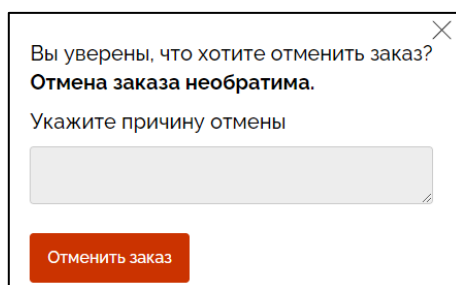 Вы уверены, что хотите отменить заказ?
Отмена заказа необратима.
Укажите причину отмены
Отменить заказ